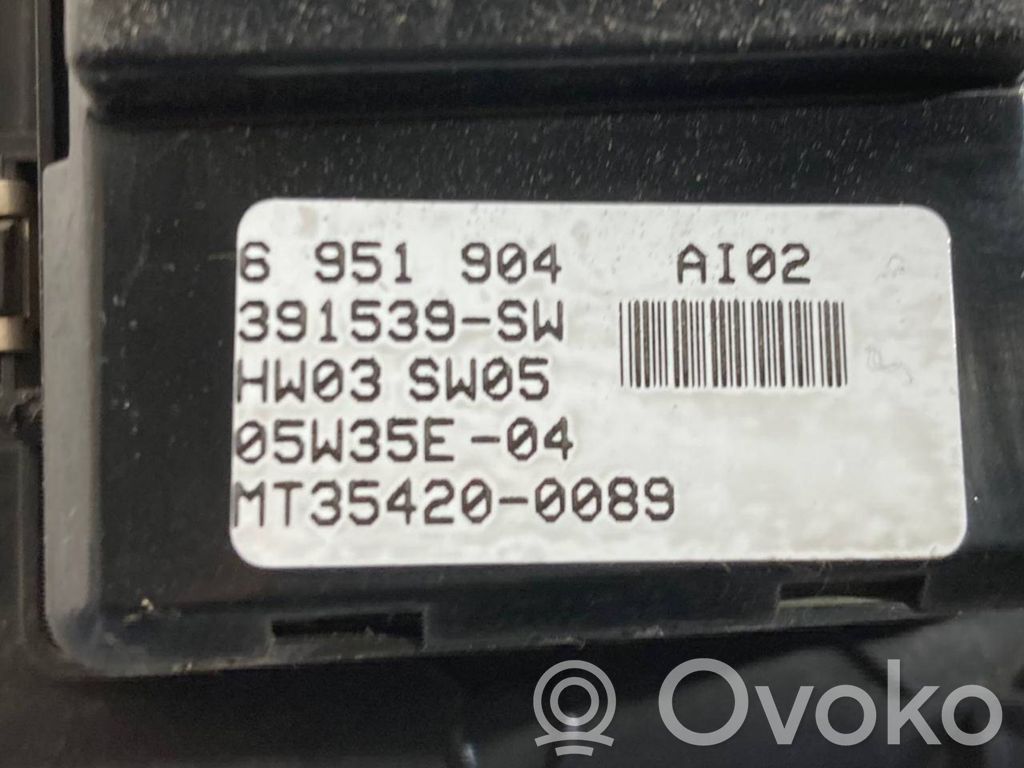 6 951 904 AI02
391539-SW
HW03 SW05
05W35E-04
MT35420-0089
Ovoko